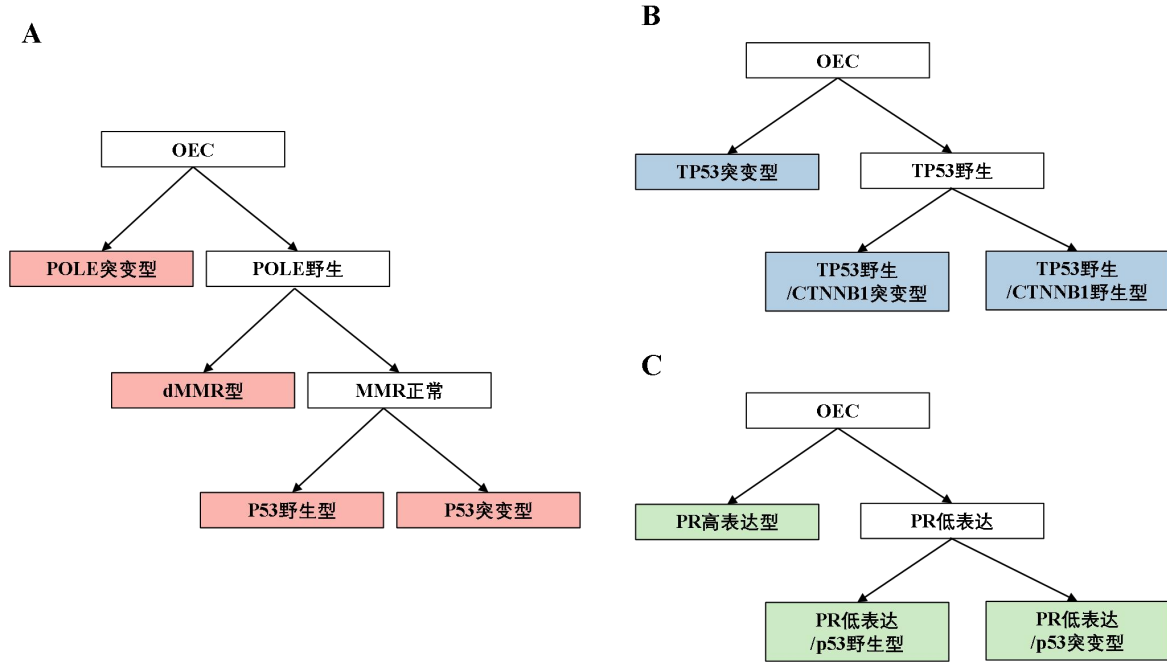 A
OEC
POLE突变型
POLE野生
dMMR型
MMR正常
P53野生型
P53突变型
B
OEC
TP53突变型
TP53野生
TP53野生
/CTNNB1突变型
TP53野生
/CTNNB1野生型
C
OEC
PR高表达型
PR低表达
PR低表达
/p53野生型
PR低表达
/p53突变型